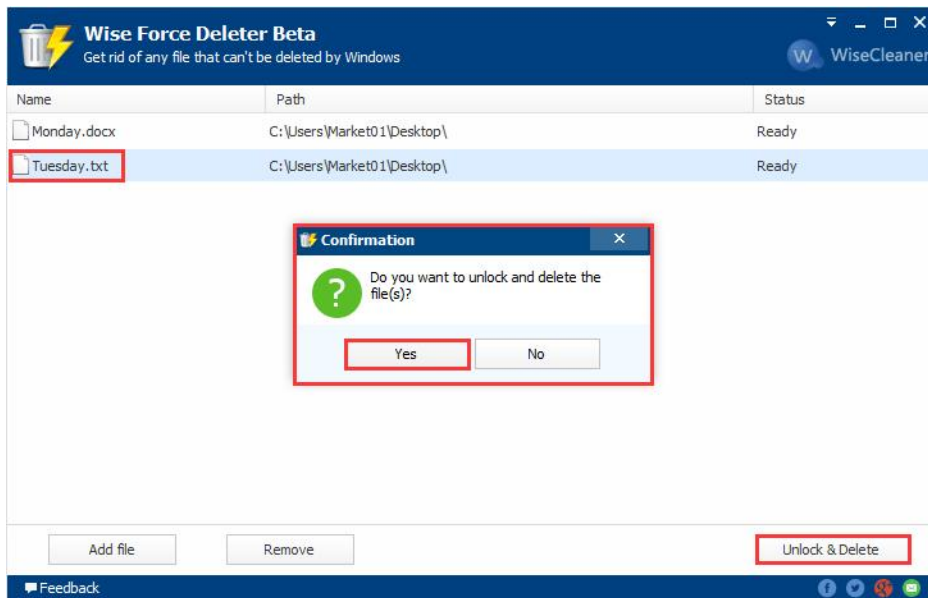 Wise Force Deleter Beta
Get rid of any file that can't be deleted by Windows
W WiseCleaner
Name Path Status
Monday.docx C:\Users\Market01\Desktop\ Ready
Tuesday.txt C:\Users\Market01\Desktop\ Ready
Confirmation
Do you want to unlock and delete the
file(s)?
Yes No
Add file Remove Unlock & Delete
Feedback